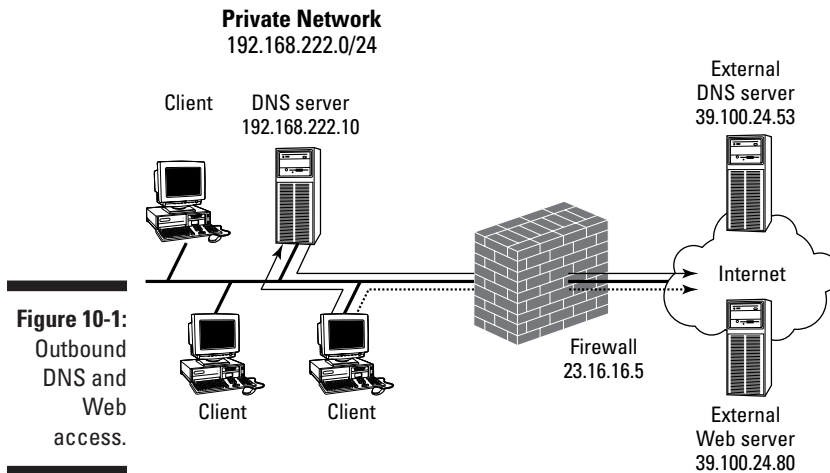 Private Network
192.168.222.0/24
Client
DNS server
192.168.222.10
External
DNS server
39.100.24.53
Internet
Firewall
23.16.16.5
Client
Client
External
Web server
39.100.24.80
Figure 10-1:
Outbound
DNS and
Web
access.